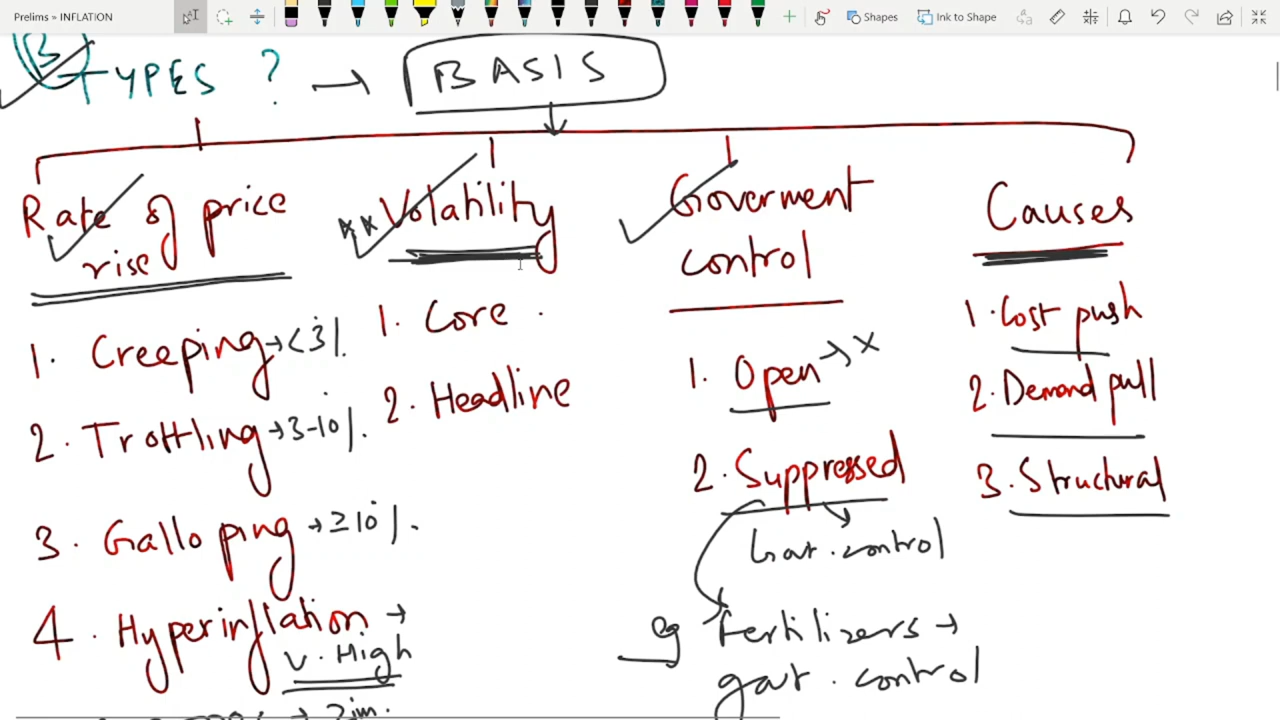 Prelims » INFLATION
Shapes
Ink to Shape
B
TYPES ? → BASIS
Rate of price
rise
1. Creeping → <3%.
2. Trottling → 3-10%.
3. Galloping → ≥10%.
4. Hyperinflation →
V. High
** Volatility
1. Core
2. Headline
Goverment
control
1. Open → x
2. Suppressed
Govt. control
eg Fertilizers →
govt. control
Causes
1. Cost push
2. Demand pull
3. Structural